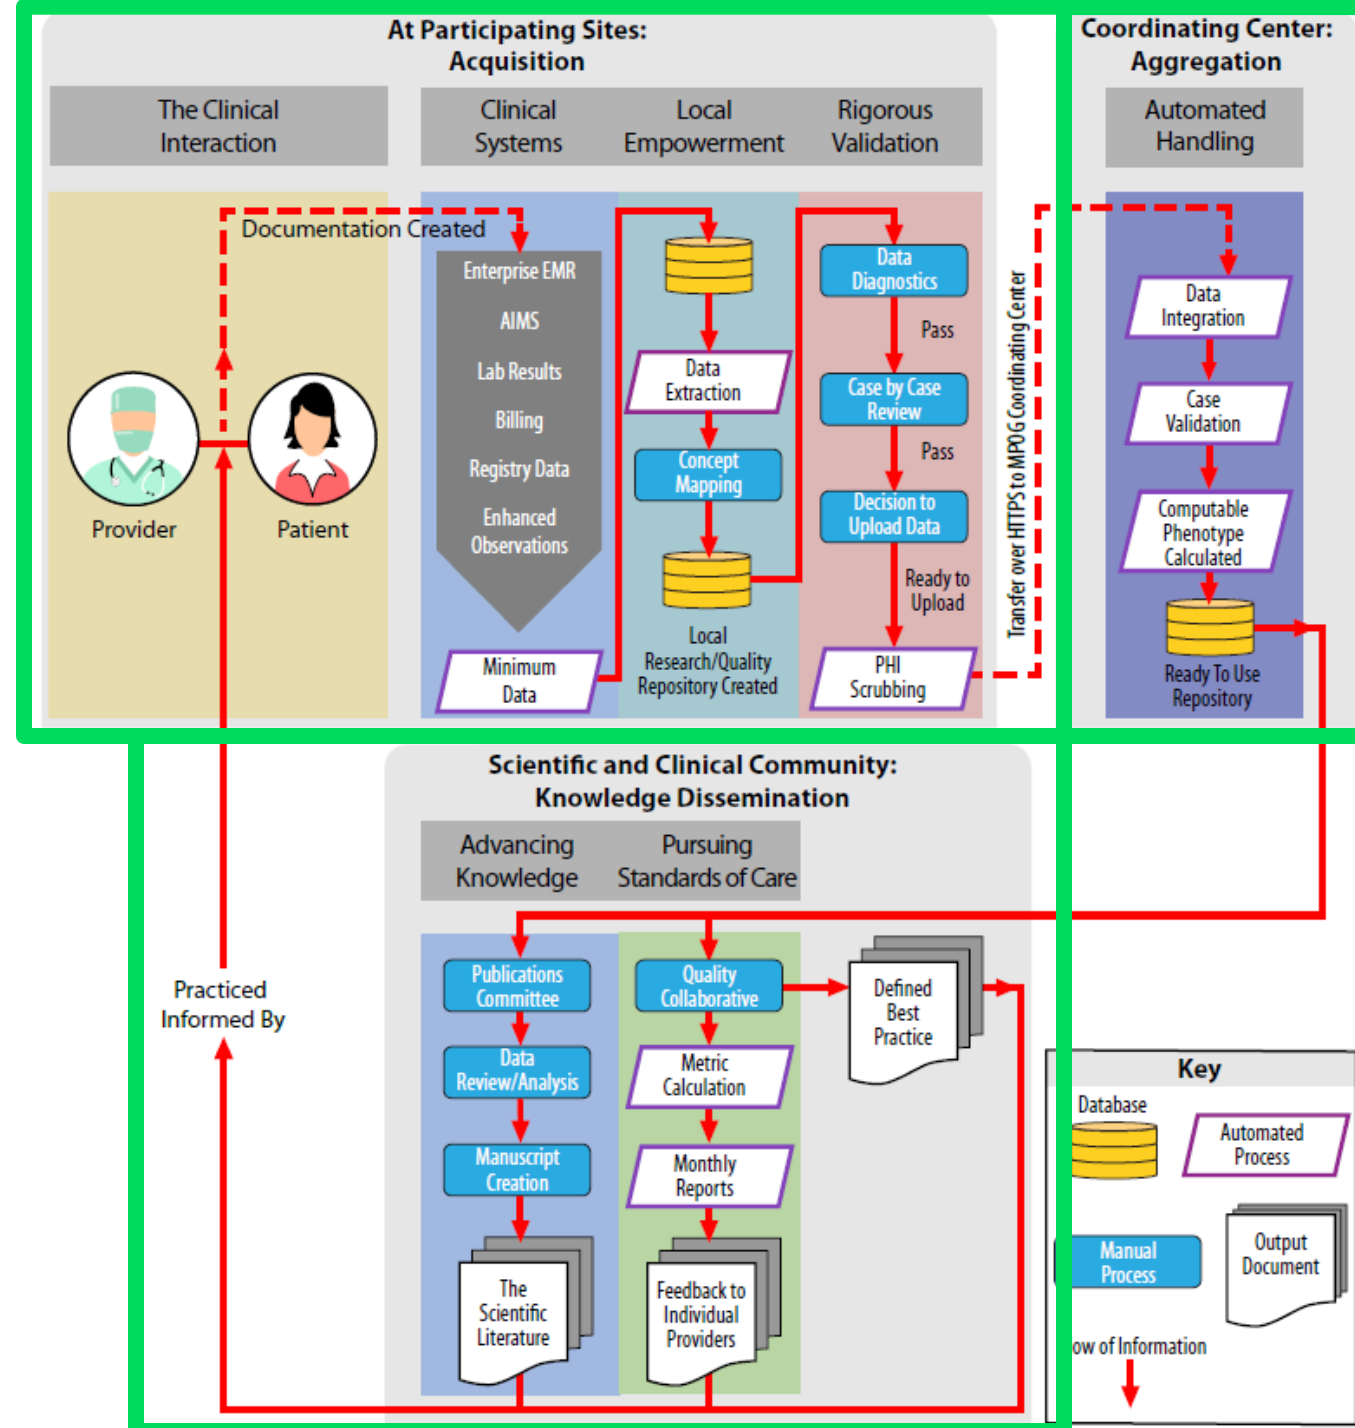 At Participating Sites:
Acquisition
The Clinical
Interaction
Clinical
Systems
Local
Empowerment
Rigorous
Validation
Documentation Created
Provider
Patient
Enterprise EMR
AIMS
Lab Results
Billing
Registry Data
Enhanced
Observations
Minimum
Data
Data
Extraction
Concept
Mapping
Local
Research/Quality
Repository Created
Data
Diagnostics
Pass
Case by Case
Review
Pass
Decision to
Upload Data
Ready to
Upload
PHI
Scrubbing
Transfer over HTTPS to MPOG Coordinating Center
Coordinating Center:
Aggregation
Automated
Handling
Data
Integration
Case
Validation
Computable
Phenotype
Calculated
Ready To Use
Repository
Scientific and Clinical Community:
Knowledge Dissemination
Advancing
Knowledge
Pursuing
Standards of Care
Publications
Committee
Data
Review/Analysis
Manuscript
Creation
The
Scientific
Literature
Quality
Collaborative
Metric
Calculation
Monthly
Reports
Feedback to
Individual
Providers
Defined
Best
Practice
Practiced
Informed By
Key
Database
Automated
Process
Manual
Process
Output
Document
ow of Information